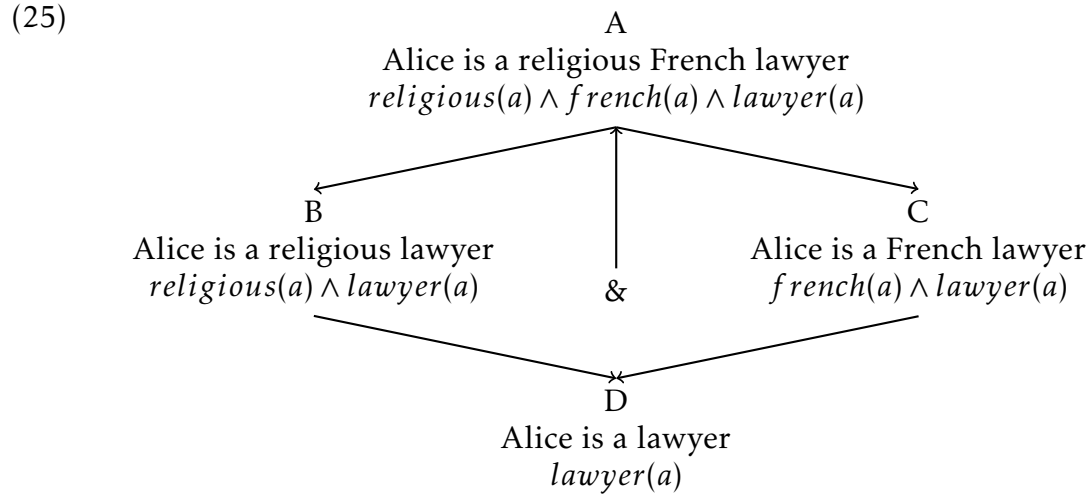 (25)
A
Alice is a religious French lawyer
religious(a) ∧ french(a) ∧ lawyer(a)
B
Alice is a religious lawyer
religious(a) ∧ lawyer(a)
&
C
Alice is a French lawyer
french(a) ∧ lawyer(a)
D
Alice is a lawyer
lawyer(a)